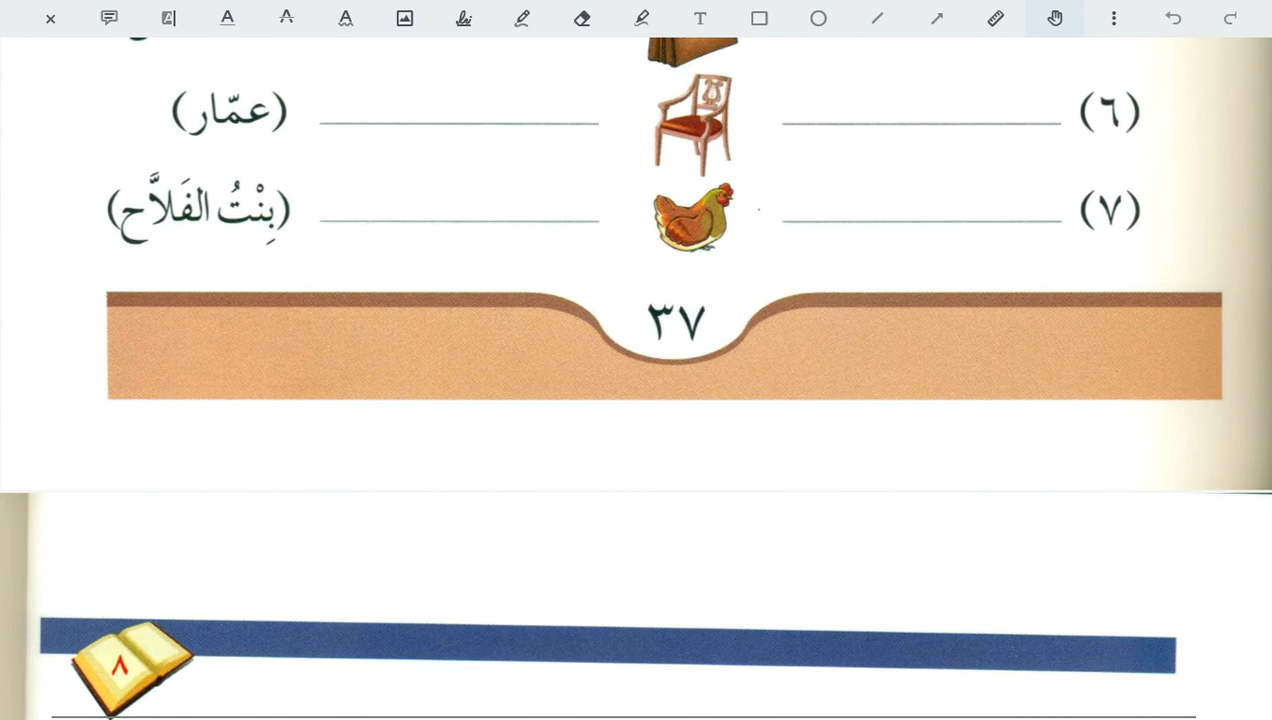 (٦) (عمّار)
(٧) (بِنْتُ الفَلاَّح)
٣٧
٨